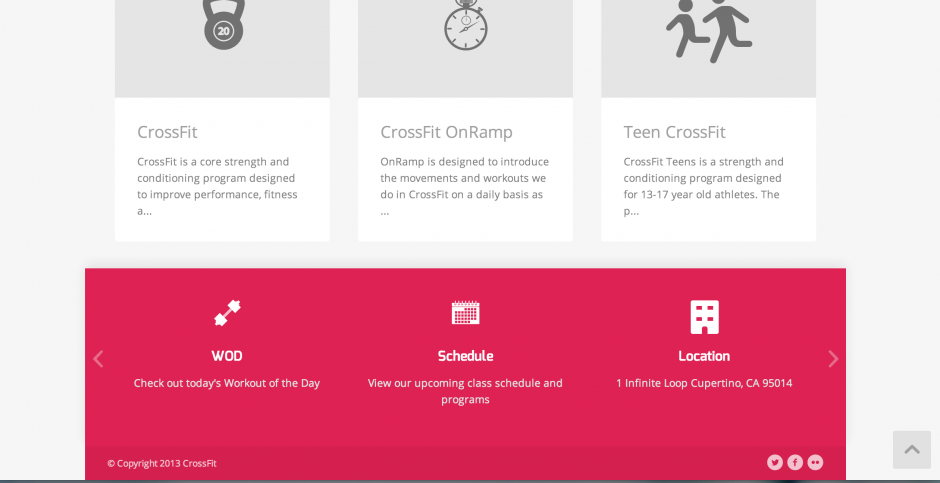 20
CrossFit
CrossFit is a core strength and
conditioning program designed
to improve performance, fitness
a...
CrossFit OnRamp
OnRamp is designed to introduce
the movements and workouts we
do in CrossFit on a daily basis as
...
Teen CrossFit
CrossFit Teens is a strength and
conditioning program designed
for 13-17 year old athletes. The
p...
WOD
Check out today's Workout of the Day
Schedule
View our upcoming class schedule and
programs
Location
1 Infinite Loop Cupertino, CA 95014
© Copyright 2013 CrossFit